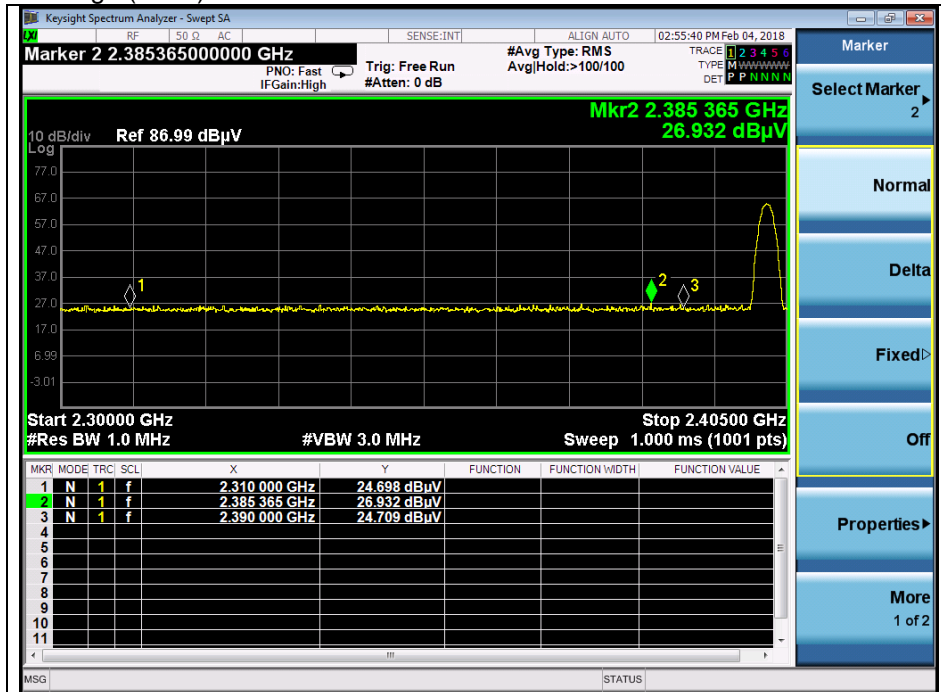 Keysight Spectrum Analyzer - Swept SA
LXI RF 50 Ω AC SENSE:INT ALIGN AUTO 02:55:40 PM Feb 04, 2018
Marker 2 2.385365000000 GHz
PNO: Fast
IFGain:High
Trig: Free Run
#Atten: 0 dB
#Avg Type: RMS
Avg|Hold:>100/100
TRACE 1 2 3 4 5 6
TYPE M W W W W W
DET P P N N N N
Mkr2 2.385 365 GHz
26.932 dBµV
10 dB/div Ref 86.99 dBµV
Log
77.0
67.0
57.0
47.0
37.0
27.0
17.0
6.99
-3.01
1
2
3
Start 2.30000 GHz Stop 2.40500 GHz
#Res BW 1.0 MHz #VBW 3.0 MHz Sweep 1.000 ms (1001 pts)
MKR MODE TRC SCL X Y FUNCTION FUNCTION WIDTH FUNCTION VALUE
1 N 1 f 2.310 000 GHz 24.698 dBµV
2 N 1 f 2.385 365 GHz 26.932 dBµV
3 N 1 f 2.390 000 GHz 24.709 dBµV
4
5
6
7
8
9
10
11
MSG STATUS
Marker
Select Marker
2
Normal
Delta
Fixed
Off
Properties
More
1 of 2